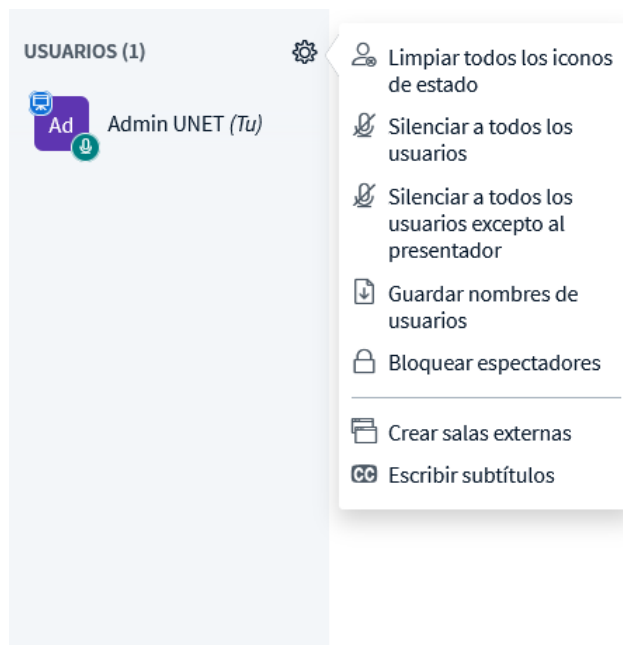 USUARIOS (1)
Ad
Admin UNET (Tu)
Limpiar todos los iconos
de estado
Silenciar a todos los
usuarios
Silenciar a todos los
usuarios excepto al
presentador
Guardar nombres de
usuarios
Bloquear espectadores
Crear salas externas
CC Escribir subtítulos